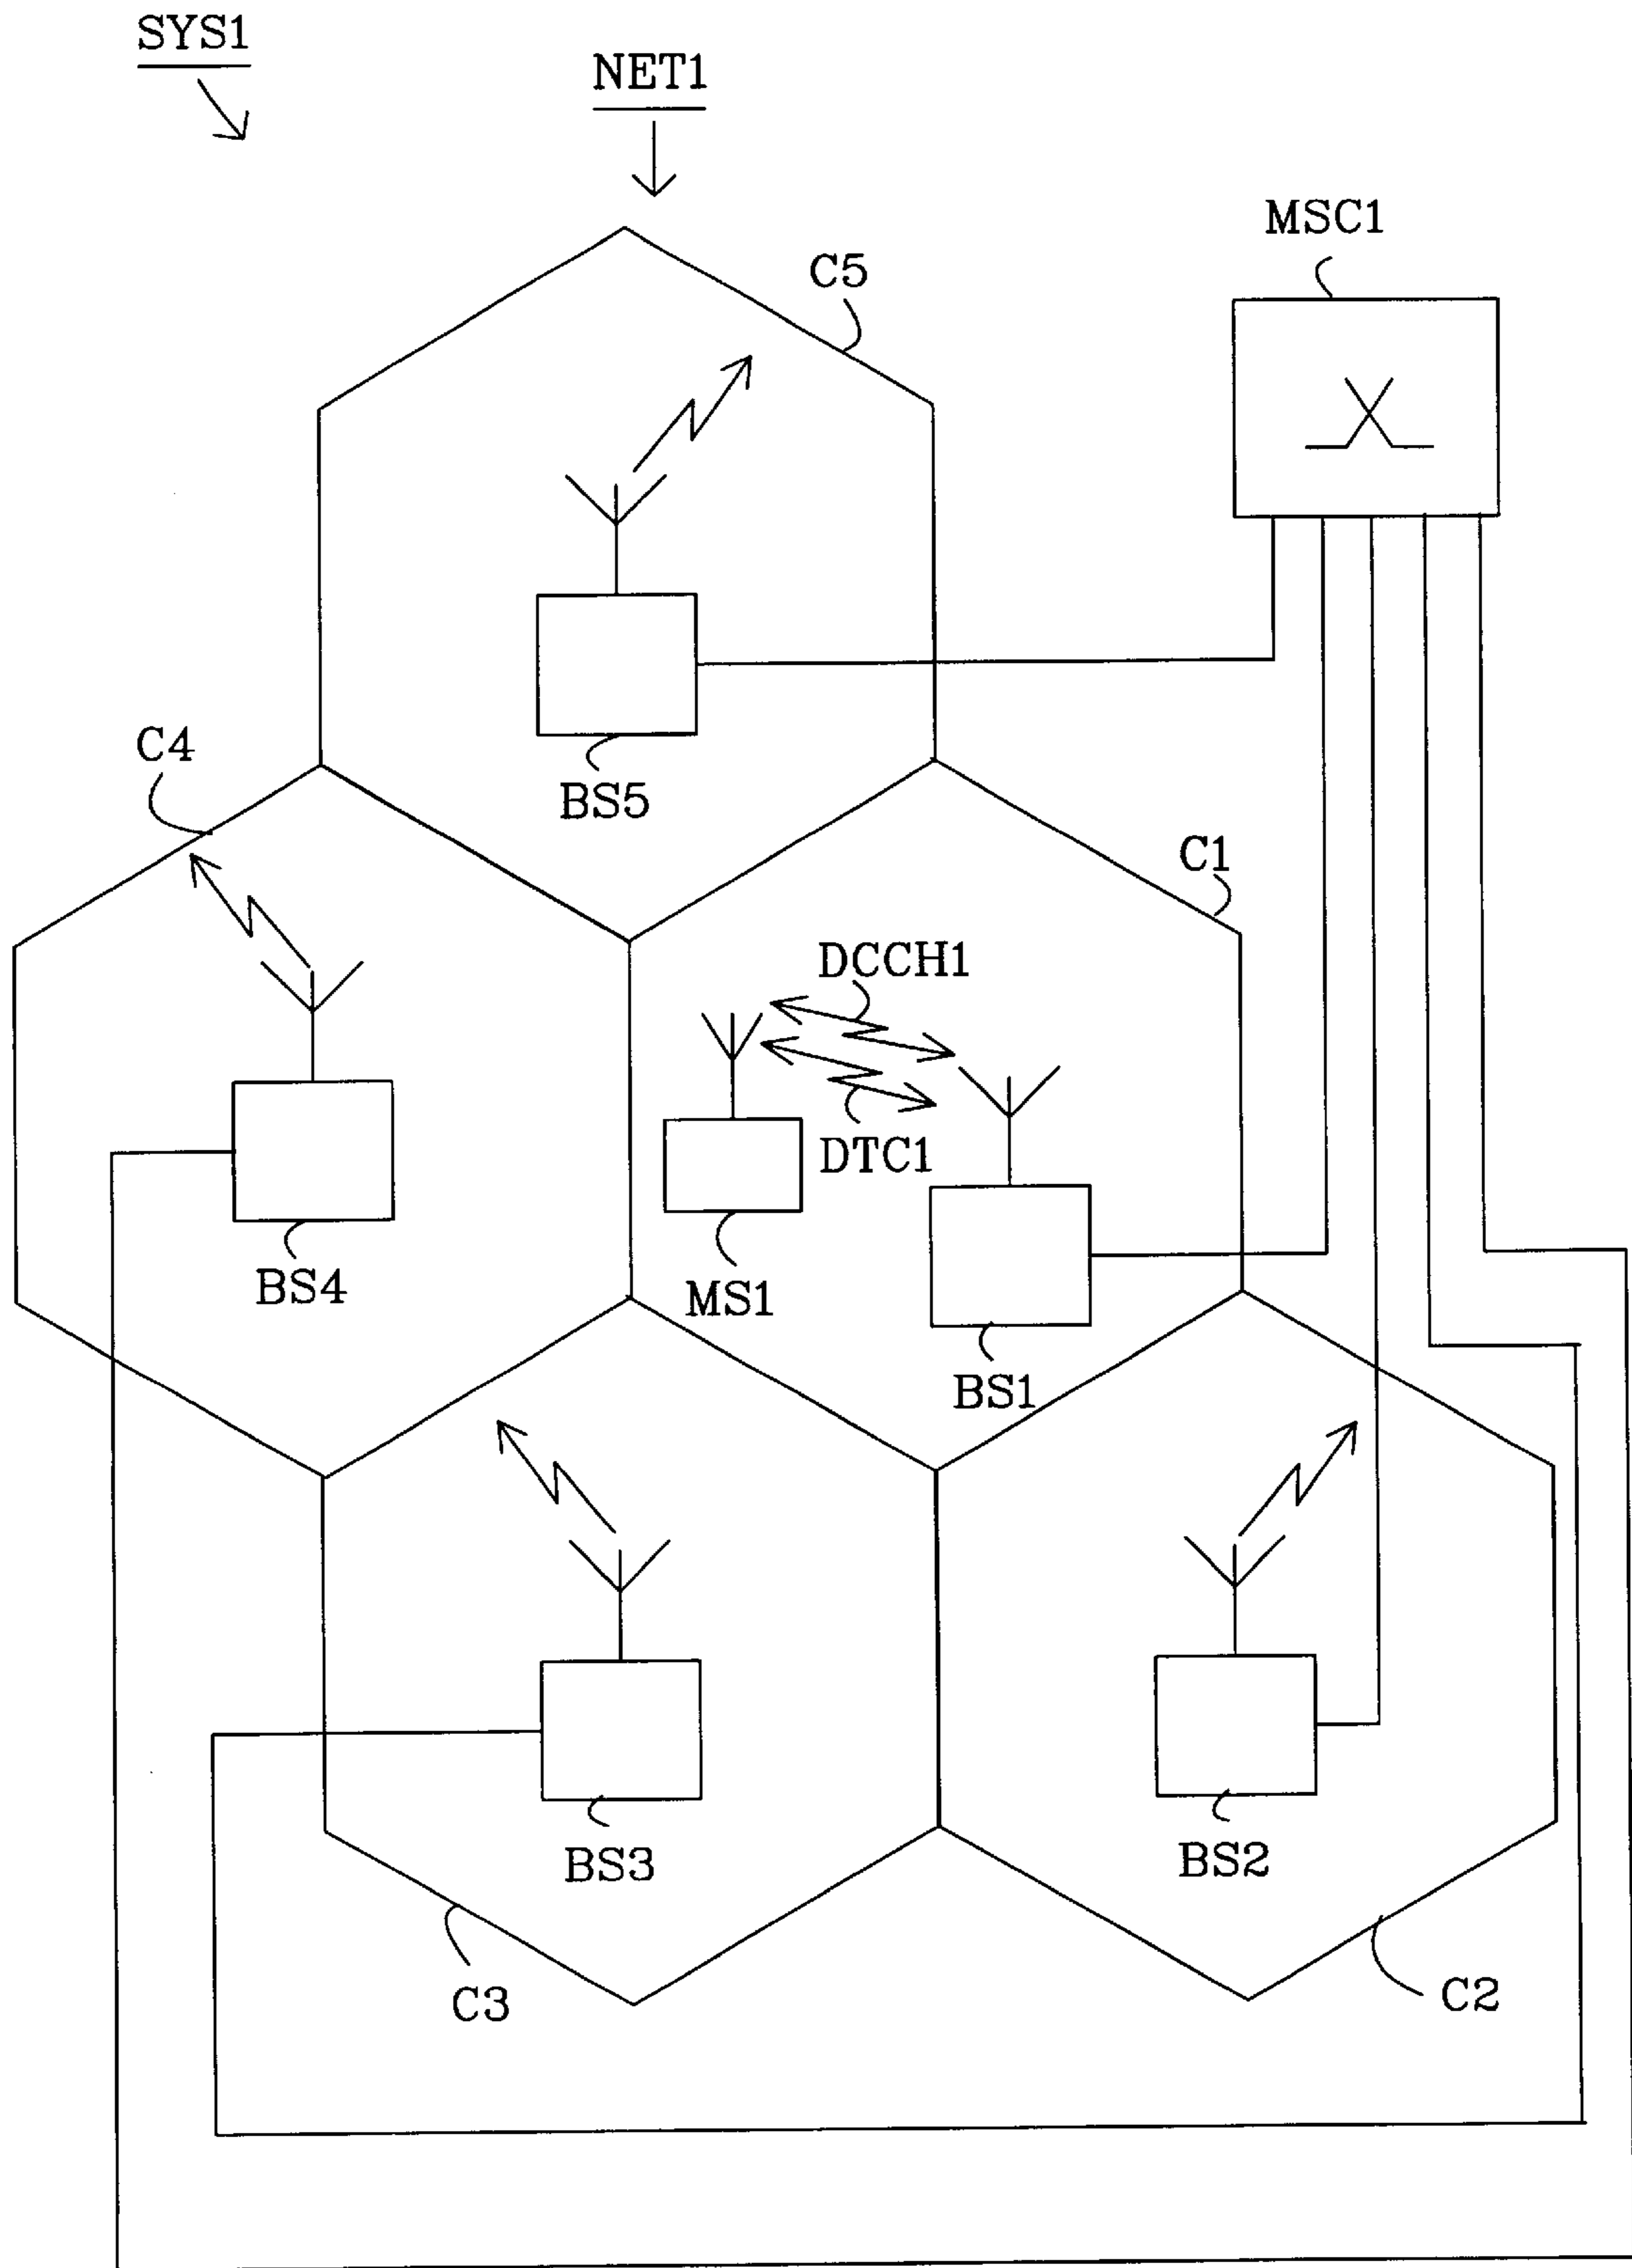 SYS1
NET1
MSC1
C5
C4
BS5
C1
DCCH1
DTC1
BS4
MS1
BS1
BS3
BS2
C3
C2